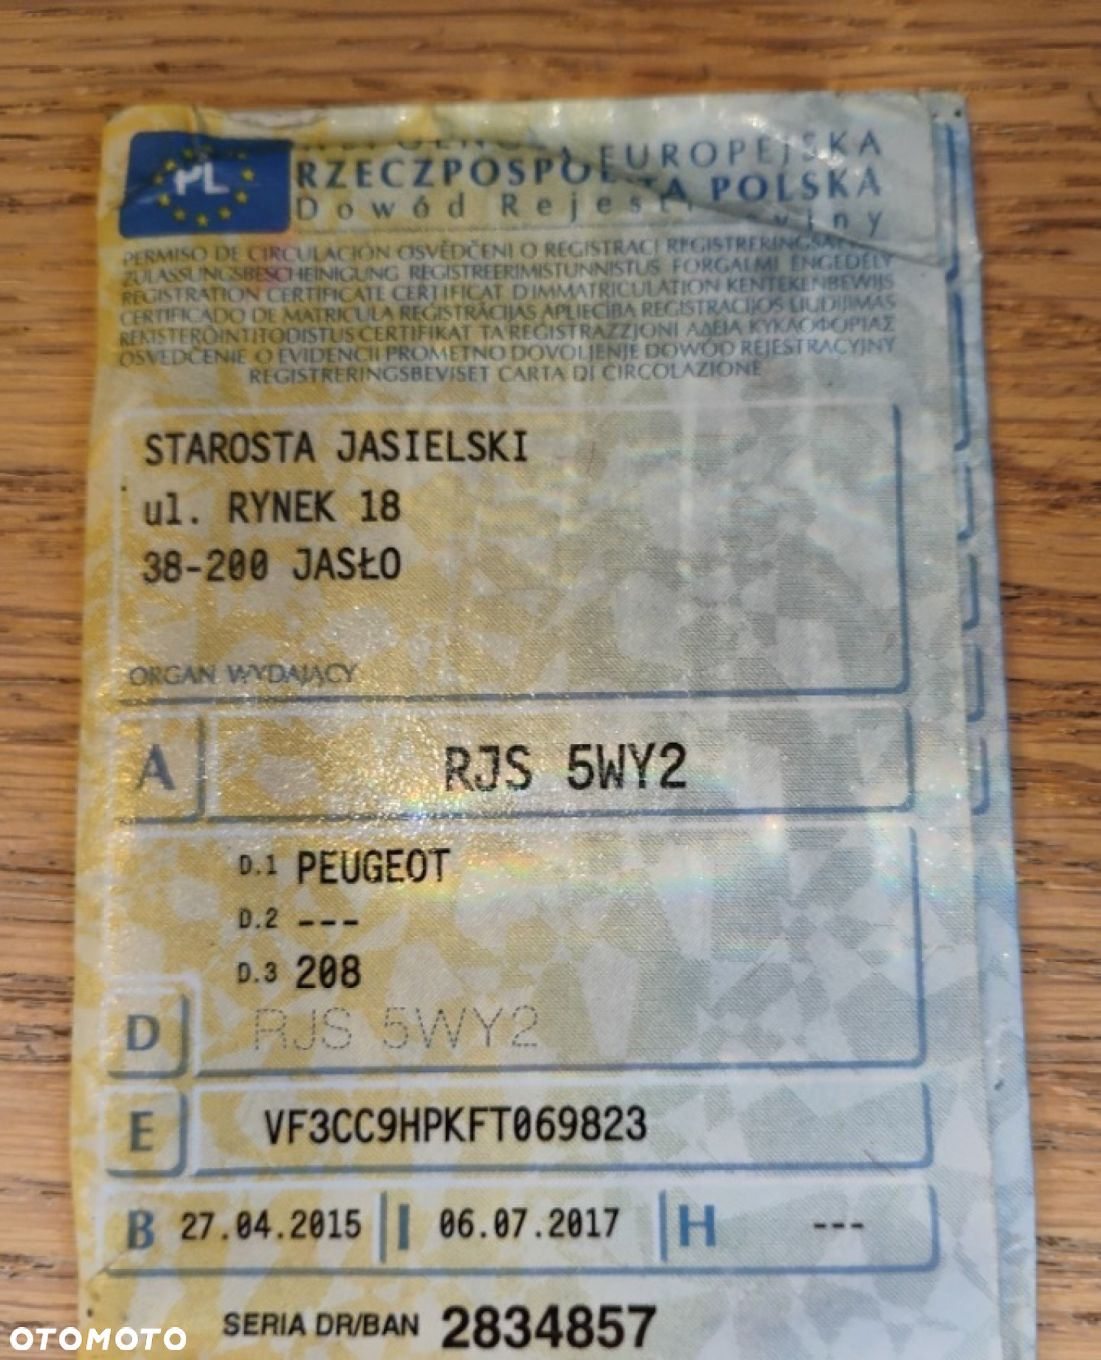 PL
EUROPEJSKA
RZECZPOSPOLITA POLSKA
Dowód Rejestracyjny
PERMISO DE CIRCULACIÓN OSVĚDČENÍ O REGISTRACI REGISTRERINGSATTEST
ZULASSUNGSBESCHEINIGUNG REGISTREERIMISTUNNISTUS FORGALMI ENGEDÉLY
REGISTRATION CERTIFICATE CERTIFICAT D'IMMATRICULATION KENTEKENBEWIJS
CERTIFICADO DE MATRICULA REGISTRĀCIJAS APLIECĪBA REGISTRACIJOS LIUDIJIMAS
REKISTERÖINTITODISTUS CERTIFIKAT TA'REGISTRAZZJONI ΑΔΕΙΑ ΚΥΚΛΟΦΟΡΙΑΣ
OSVEDČENIE O EVIDENCII PROMETNO DOVOLJENJE DOWÓD REJESTRACYJNY
REGISTRERINGSBEVISET CARTA DI CIRCOLAZIONE
STAROSTA JASIELSKI
ul. RYNEK 18
38-200 JASŁO
ORGAN WYDAJĄCY
A RJS 5WY2
D.1 PEUGEOT
D.2 ---
D.3 208
D RJS 5WY2
E VF3CC9HPKFT069823
B 27.04.2015 I 06.07.2017 H ---
SERIA DR/BAN 2834857
OTOMOTO